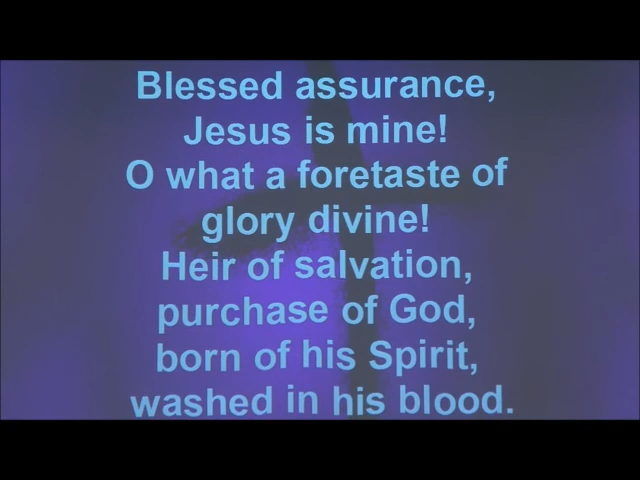 Blessed assurance,
Jesus is mine!
O what a foretaste of
glory divine!
Heir of salvation,
purchase of God,
born of his Spirit,
washed in his blood.